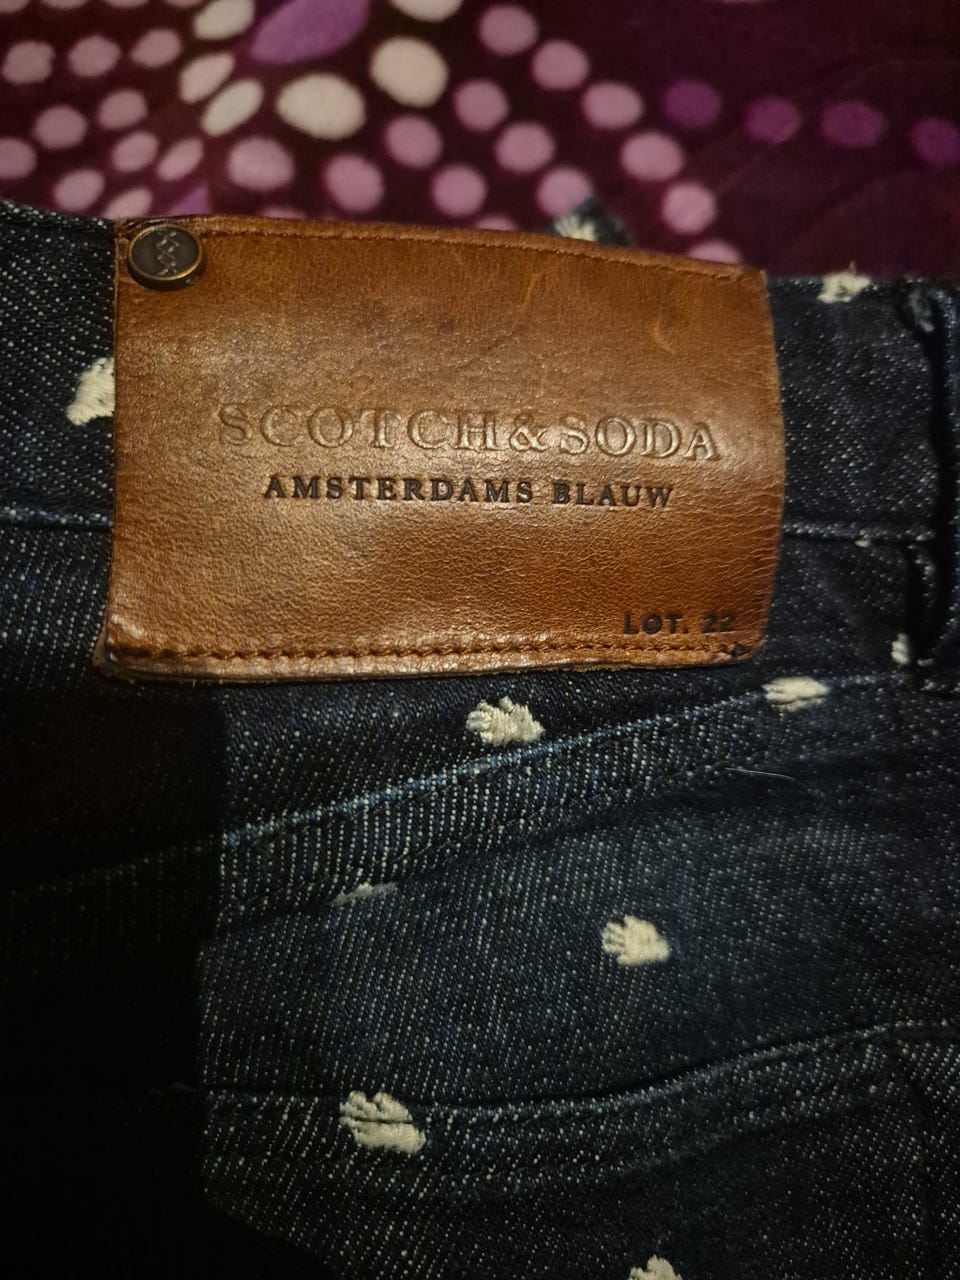 SCOTCH & SODA
AMSTERDAMS BLAUW
LOT. 22